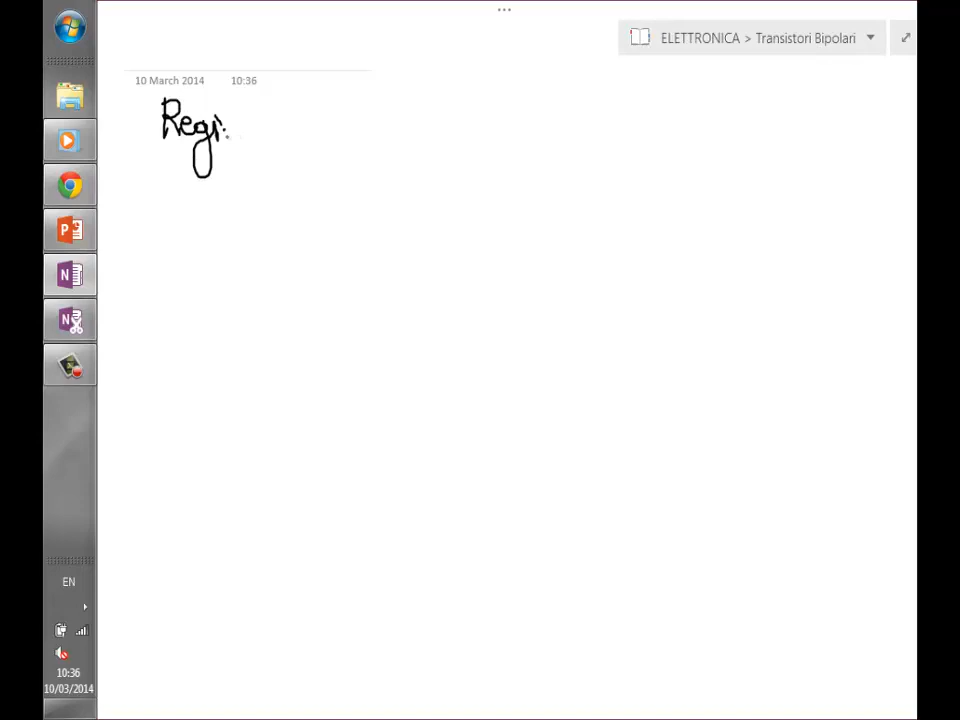 ELETTRONICA > Transistori Bipolari
10 March 2014 10:36
Regi
EN
10:36
10/03/2014